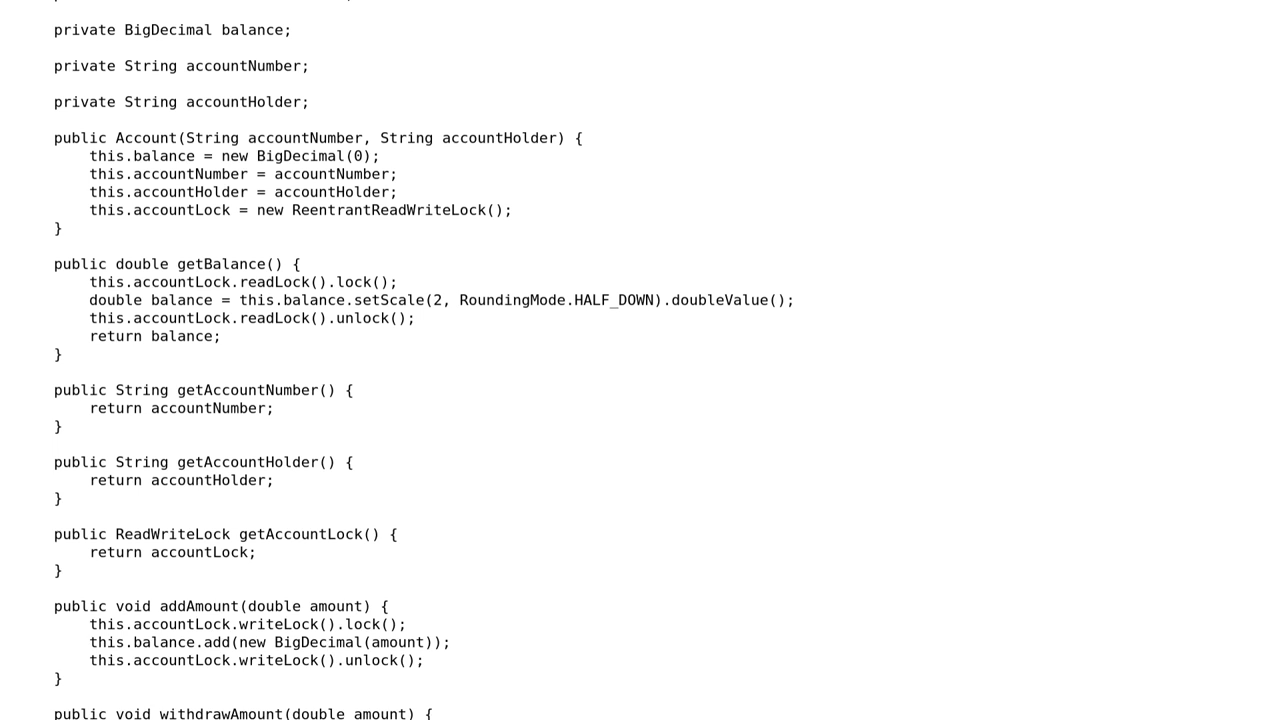 private BigDecimal balance;
private String accountNumber;
private String accountHolder;
public Account(String accountNumber, String accountHolder) {
this.balance = new BigDecimal(0);
this.accountNumber = accountNumber;
this.accountHolder = accountHolder;
this.accountLock = new ReentrantReadWriteLock();
}
public double getBalance() {
this.accountLock.readLock().lock();
double balance = this.balance.setScale(2, RoundingMode.HALF_DOWN).doubleValue();
this.accountLock.readLock().unlock();
return balance;
}
public String getAccountNumber() {
return accountNumber;
}
public String getAccountHolder() {
return accountHolder;
}
public ReadWriteLock getAccountLock() {
return accountLock;
}
public void addAmount(double amount) {
this.accountLock.writeLock().lock();
this.balance.add(new BigDecimal(amount));
this.accountLock.writeLock().unlock();
}
public void withdrawAmount(double amount) {